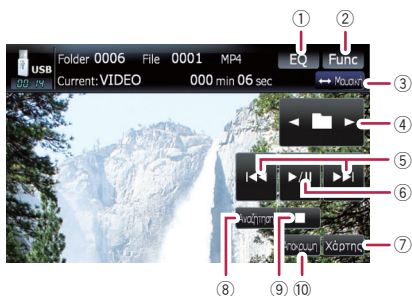 ① ②
USB Folder 0006 File 0001 MP4 EQ Func
00-14 Current: VIDEO 000 min 06 sec ↔ Μουσική ③
④
⑤
⑥
Αναζήτηση
Απόκρυψη Χάρτης ⑦
⑧ ⑨ ⑩